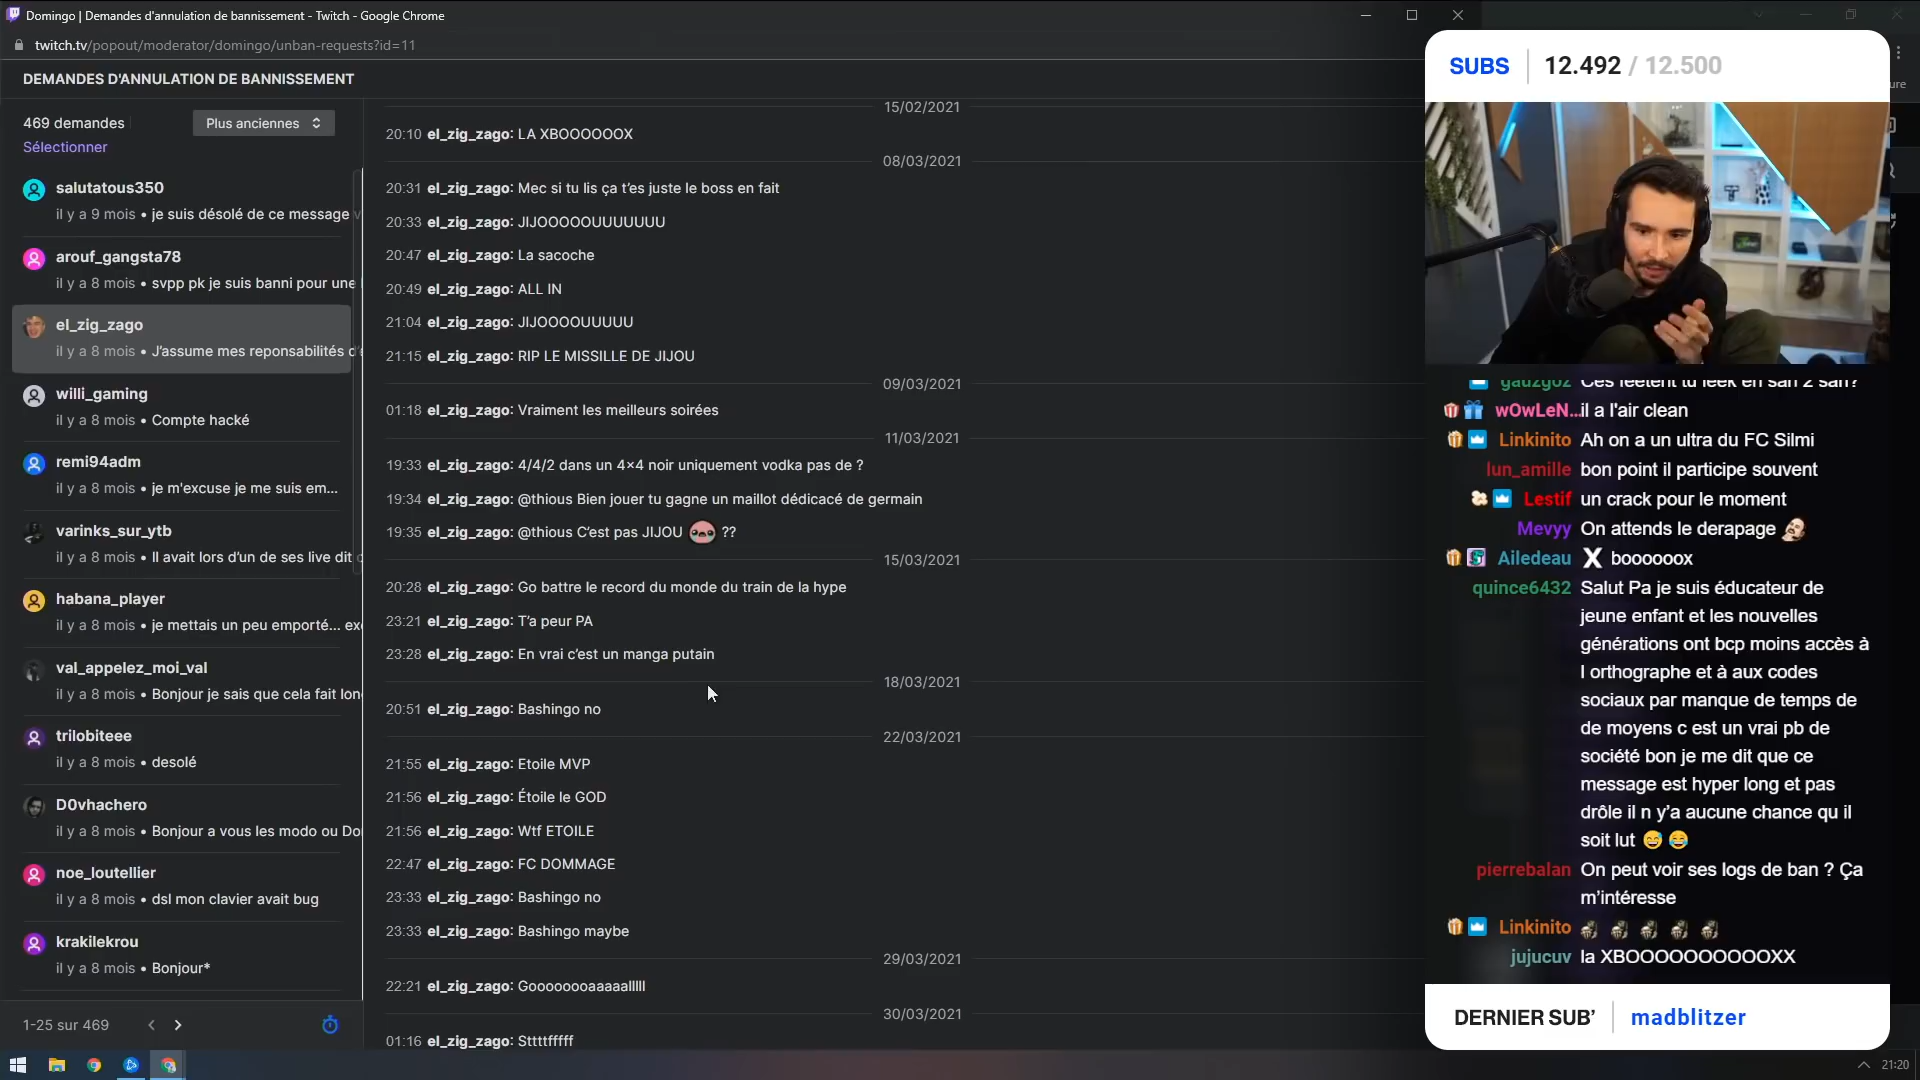 Domingo | Demandes d'annulation de bannissement - Twitch - Google Chrome
twitch.tv/popout/moderator/domingo/unban-requests?id=11
DEMANDES D'ANNULATION DE BANNISSEMENT
469 demandes
Plus anciennes
Sélectionner
salutatous350
il y a 9 mois • je suis désolé de ce message
arouf_gangsta78
il y a 8 mois • svpp pk je suis banni pour une
el_zig_zago
il y a 8 mois • J'assume mes reponsabilités
willi_gaming
il y a 8 mois • Compte hacké
remi94adm
il y a 8 mois • je m'excuse je me suis em...
varinks_sur_ytb
il y a 8 mois • Il avait lors d'un de ses live dit
habana_player
il y a 8 mois • je mettais un peu emporté... ex
val_appelez_moi_val
il y a 8 mois • Bonjour je sais que cela fait lon
trilobiteee
il y a 8 mois • desolé
D0vhachero
il y a 8 mois • Bonjour a vous les modo ou Do
noe_loutellier
il y a 8 mois • dsl mon clavier avait bug
krakilekrou
il y a 8 mois • Bonjour*
1-25 sur 469
15/02/2021
20:10 el_zig_zago: LA XBOOOOOOX
08/03/2021
20:31 el_zig_zago: Mec si tu lis ça t'es juste le boss en fait
20:33 el_zig_zago: JIJOOOOOUUUUUUU
20:47 el_zig_zago: La sacoche
20:49 el_zig_zago: ALL IN
21:04 el_zig_zago: JIJOOOOUUUUU
21:15 el_zig_zago: RIP LE MISSILLE DE JIJOU
09/03/2021
01:18 el_zig_zago: Vraiment les meilleurs soirées
11/03/2021
19:33 el_zig_zago: 4/4/2 dans un 4x4 noir uniquement vodka pas de ?
19:34 el_zig_zago: @thious Bien jouer tu gagne un maillot dédicacé de germain
19:35 el_zig_zago: @thious C'est pas JIJOU ??
15/03/2021
20:28 el_zig_zago: Go battre le record du monde du train de la hype
23:21 el_zig_zago: T'a peur PA
23:28 el_zig_zago: En vrai c'est un manga putain
18/03/2021
20:51 el_zig_zago: Bashingo no
22/03/2021
21:55 el_zig_zago: Etoile MVP
21:56 el_zig_zago: Étoile le GOD
21:56 el_zig_zago: Wtf ETOILE
22:47 el_zig_zago: FC DOMMAGE
23:33 el_zig_zago: Bashingo no
23:33 el_zig_zago: Bashingo maybe
29/03/2021
22:21 el_zig_zago: Goooooooaaaaalllll
30/03/2021
01:16 el_zig_zago: Sttttfffff
SUBS 12.492 / 12.500
wOwLeN...il a l'air clean
Linkinito Ah on a un ultra du FC Silmi
lun_amille bon point il participe souvent
Lestif un crack pour le moment
Mevyy On attends le derapage
Ailedeau X boooooox
quince6432 Salut Pa je suis éducateur de
jeune enfant et les nouvelles
générations ont bcp moins accès à
l orthographe et à aux codes
sociaux par manque de temps de
de moyens c est un vrai pb de
société bon je me dit que ce
message est hyper long et pas
drôle il n y'a aucune chance qu il
soit lut
pierrebalan On peut voir ses logs de ban ? Ça
m'intéresse
Linkinito
jujucuv la XBOOOOOOOOOOXX
DERNIER SUB' madblitzer
21:20